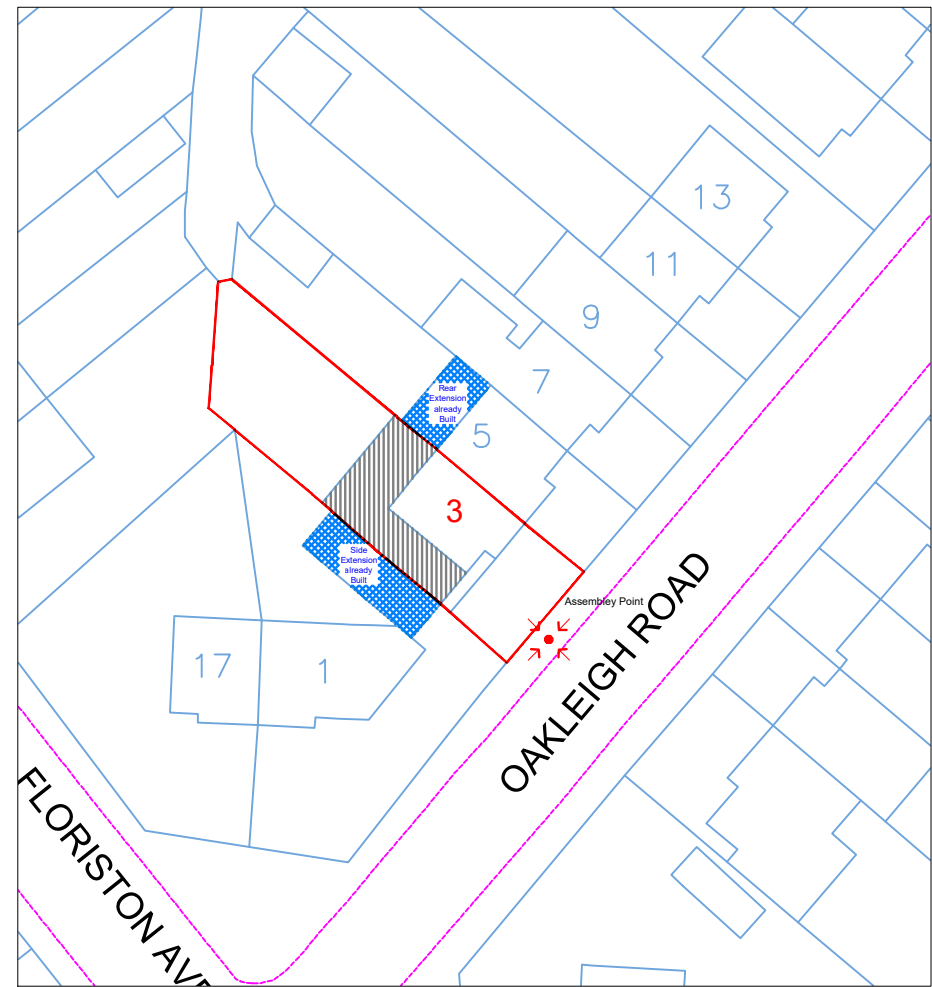 13
11
9
7
Rear
Extension
already
Built
5
3
Side
Extension
already
Built
Assembley Point
17
1
OAKLEIGH ROAD
FLORISTON AVE